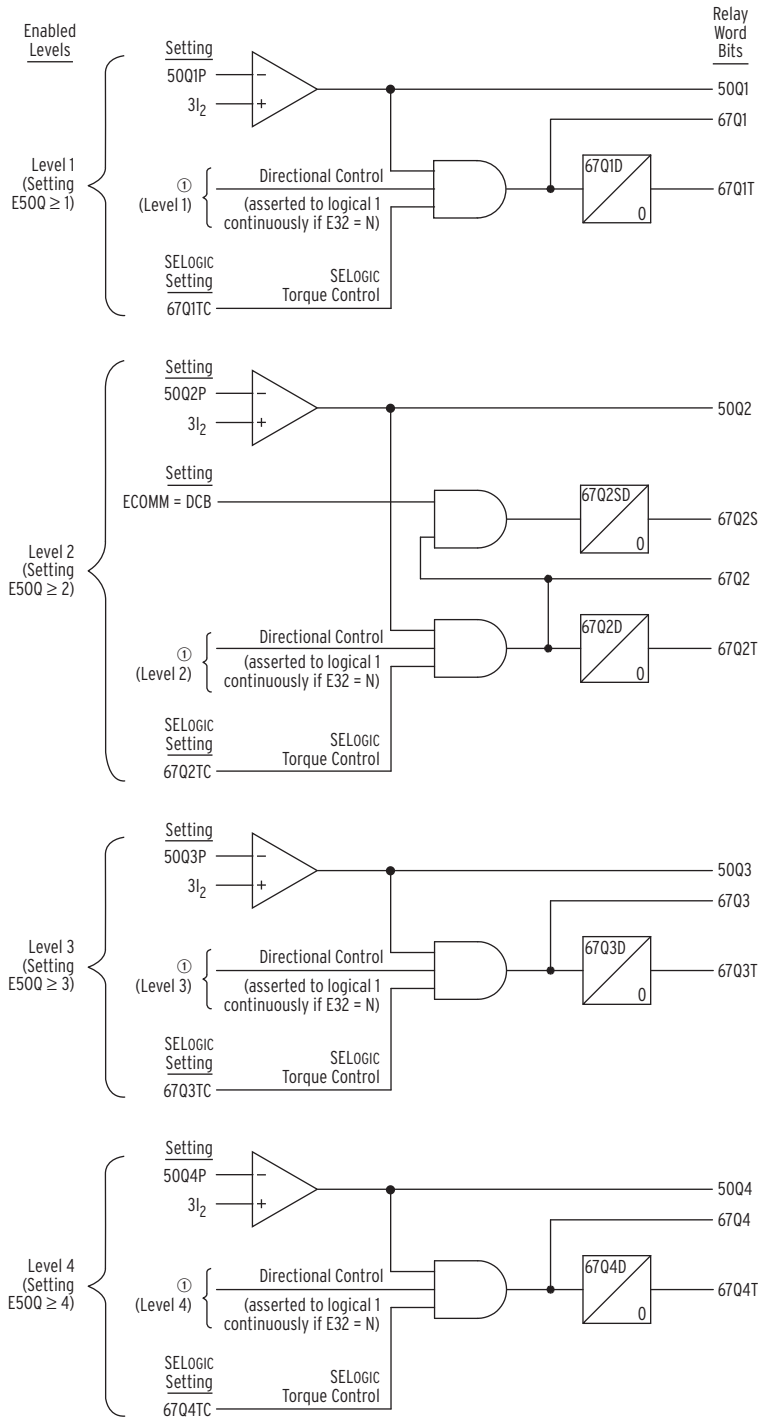 Enabled
Levels
Relay
Word
Bits
Setting
50Q1P
−
3I2
+
50Q1
67Q1
Level 1
(Setting
E50Q ≥ 1)
①
(Level 1)
Directional Control
(asserted to logical 1
continuously if E32 = N)
67Q1D
0
67Q1T
SELOGIC
Setting
67Q1TC
SELOGIC
Torque Control
Setting
50Q2P
−
3I2
+
50Q2
Setting
ECOMM = DCB
67Q2SD
0
67Q2S
Level 2
(Setting
E50Q ≥ 2)
67Q2
①
(Level 2)
Directional Control
(asserted to logical 1
continuously if E32 = N)
67Q2D
0
67Q2T
SELOGIC
Setting
67Q2TC
SELOGIC
Torque Control
Setting
50Q3P
−
3I2
+
50Q3
67Q3
Level 3
(Setting
E50Q ≥ 3)
①
(Level 3)
Directional Control
(asserted to logical 1
continuously if E32 = N)
67Q3D
0
67Q3T
SELOGIC
Setting
67Q3TC
SELOGIC
Torque Control
Setting
50Q4P
−
3I2
+
50Q4
67Q4
Level 4
(Setting
E50Q ≥ 4)
①
(Level 4)
Directional Control
(asserted to logical 1
continuously if E32 = N)
67Q4D
0
67Q4T
SELOGIC
Setting
67Q4TC
SELOGIC
Torque Control